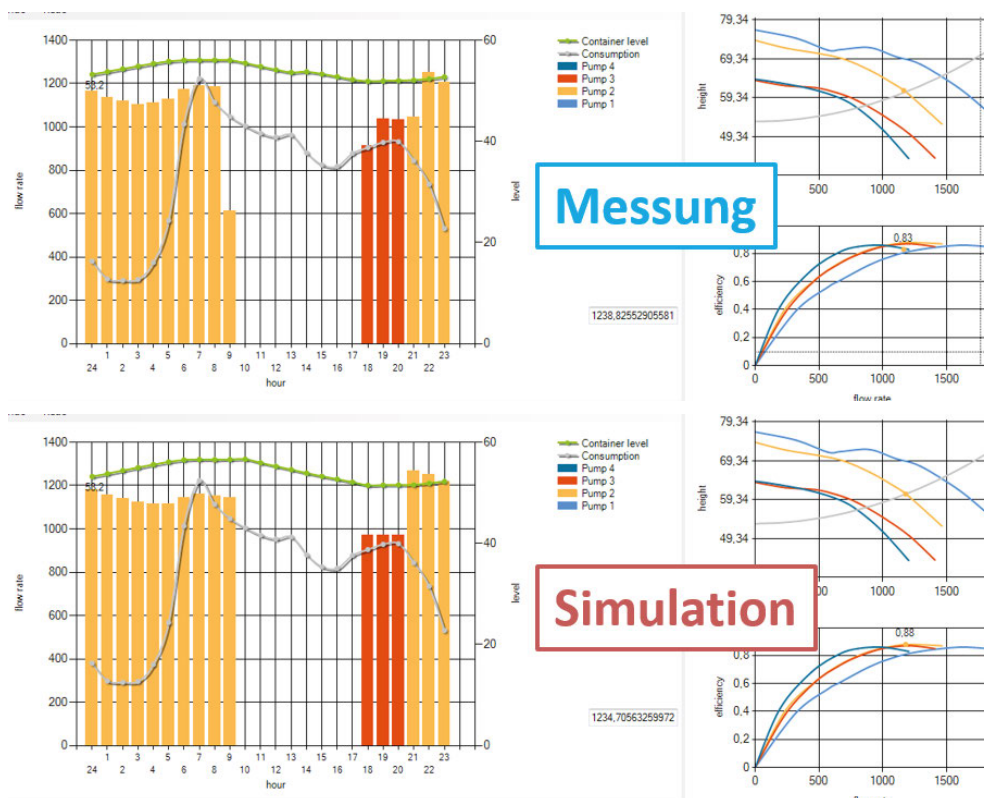 1400
1200
1000
800
600
400
200
0
60
40
20
0
58.2
flow rate
level
1 3 5 7 9 11 13 15 17 19 21 23
24 2 4 6 8 10 12 14 16 18 20 22
hour
Container level
Consumption
Pump 4
Pump 3
Pump 2
Pump 1
1238,82552905581
79.34
69.34
59.34
49.34
height
500 1000 1500
Messung
0,83
0.8
0.6
0.4
0.2
0
efficiency
0 500 1000 1500
flow rate
1400
1200
1000
800
600
400
200
0
60
40
20
0
58.2
flow rate
level
1 3 5 7 9 11 13 15 17 19 21 23
24 2 4 6 8 10 12 14 16 18 20 22
hour
Container level
Consumption
Pump 4
Pump 3
Pump 2
Pump 1
1234,70563259972
79.34
69.34
59.34
49.34
height
500 1000 1500
Simulation
0,88
0.8
0.6
0.4
0.2
0
efficiency
0 500 1000 1500